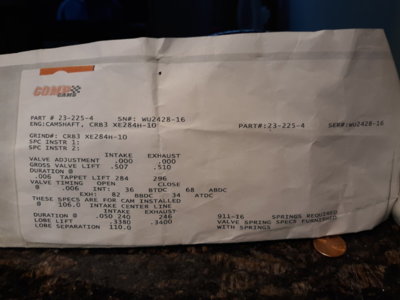 COMP
CAMS
PART # 23-225-4 SN#: WU2428-16
ENG:CAMSHAFT, CRB3 XE284H-10 PART#:23-225-4 SER#:WU2428-16
GRIND#: CRB3 XE284H-10
SPC INSTR 1:
SPC INSTR 2:
INTAKE EXHAUST
VALVE ADJUSTMENT .000 .000
GROSS VALVE LIFT .507 .510
DURATION @
.006 TAPPET LIFT 284 296
VALVE TIMING OPEN CLOSE
@ .006 INT: 36 BTDC 68 ABDC
EXH: 82 BBDC 34 ATDC
THESE SPECS ARE FOR CAM INSTALLED
@ 106.0 INTAKE CENTER LINE
INTAKE EXHAUST
DURATION @ .050 240 246
LOBE LIFT .3380 .3400
LOBE SEPARATION 110.0
911-16 SPRINGS REQUIRED
VALVE SPRING SPECS FURNISHED
WITH SPRINGS